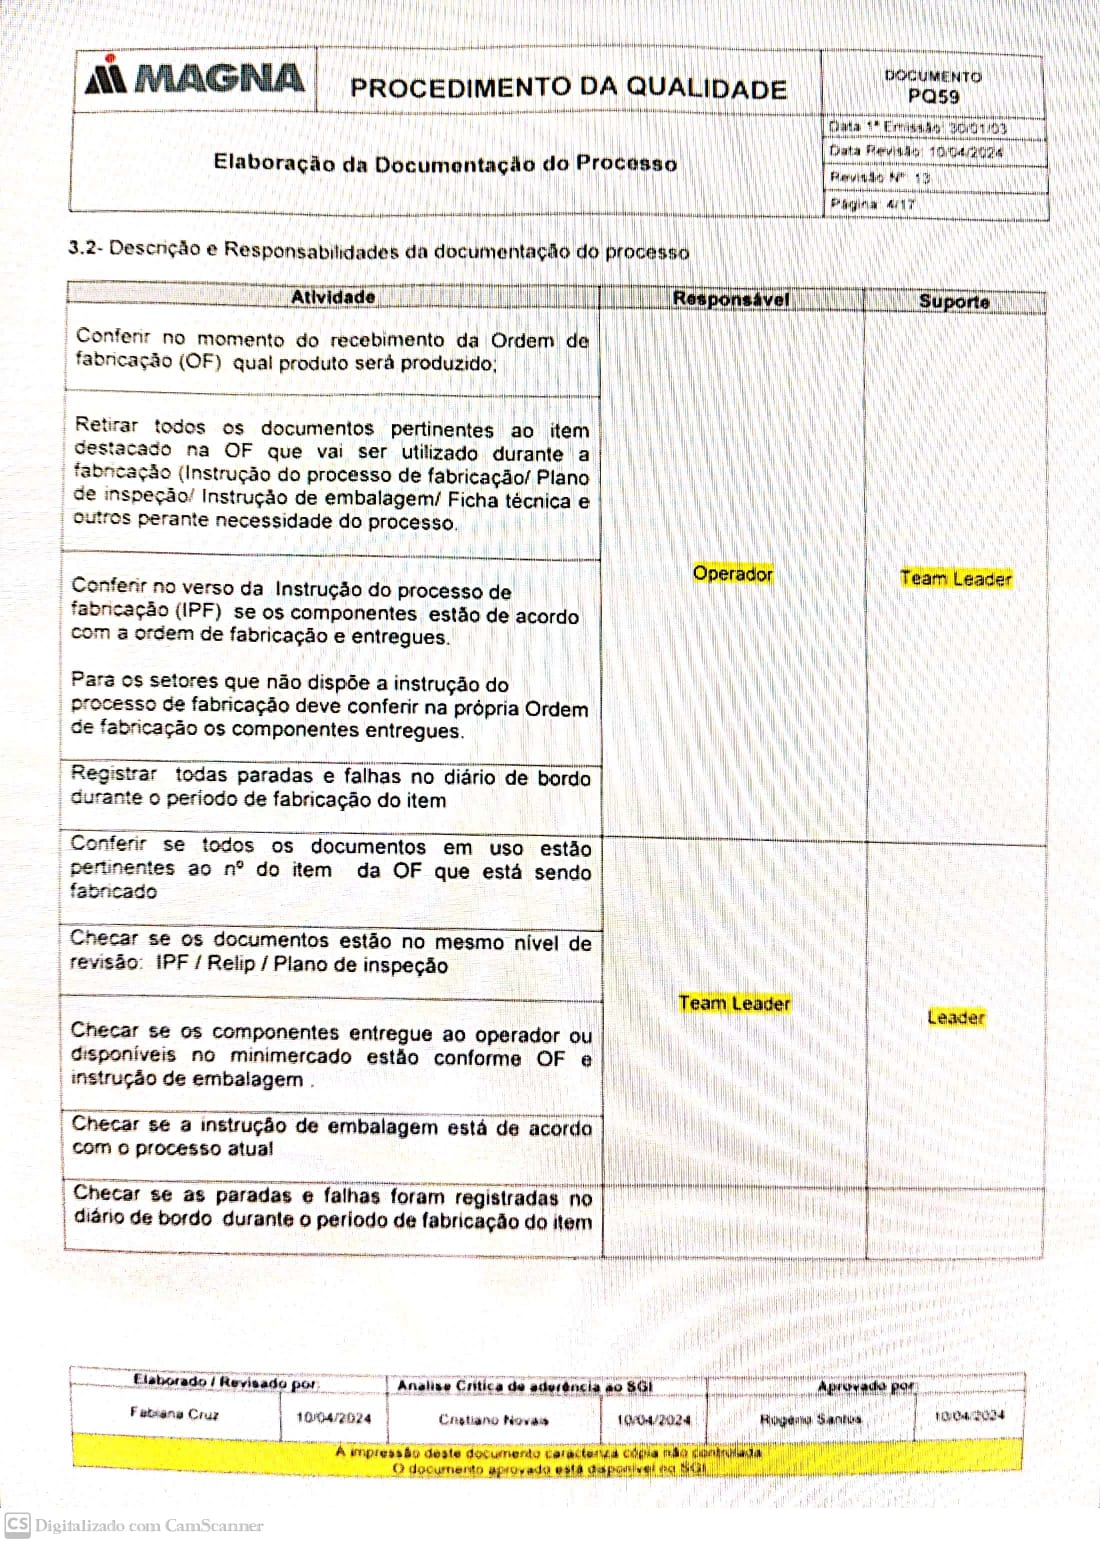 MAGNA
PROCEDIMENTO DA QUALIDADE
DOCUMENTO
PQ59
Elaboração da Documentação do Processo
Data 1ª Emissão: 30/01/03
Data Revisão: 10/04/2024
Revisão Nº 13
Página 4/17
3.2- Descrição e Responsabilidades da documentação do processo
Atividade Responsável Suporte
Conferir no momento do recebimento da Ordem de
fabricação (OF) qual produto será produzido;
Retirar todos os documentos pertinentes ao item
destacado na OF que vai ser utilizado durante a
fabricação (Instrução do processo de fabricação/ Plano
de inspeção/ Instrução de embalagem/ Ficha técnica e
outros perante necessidade do processo.
Conferir no verso da Instrução do processo de
fabricação (IPF) se os componentes estão de acordo
com a ordem de fabricação e entregues.
Para os setores que não dispõe a instrução do
processo de fabricação deve conferir na própria Ordem
de fabricação os componentes entregues.
Registrar todas paradas e falhas no diário de bordo
durante o período de fabricação do item
Operador
Team Leader
Conferir se todos os documentos em uso estão
pertinentes ao nº do item da OF que está sendo
fabricado
Checar se os documentos estão no mesmo nível de
revisão: IPF / Relip / Plano de inspeção
Checar se os componentes entregue ao operador ou
disponíveis no minimercado estão conforme OF e
instrução de embalagem .
Checar se a instrução de embalagem está de acordo
com o processo atual
Team Leader
Leader
Checar se as paradas e falhas foram registradas no
diário de bordo durante o período de fabricação do item
Elaborado / Revisado por: Analise Critica de aderência ao SGI Aprovado por:
Fabiana Cruz 10/04/2024 Cristiano Novais 10/04/2024 Rogério Santos 10/04/2024
A impressão deste documento caracteriza cópia não controlada
O documento aprovado está disponível no SGI
CS Digitalizado com CamScanner